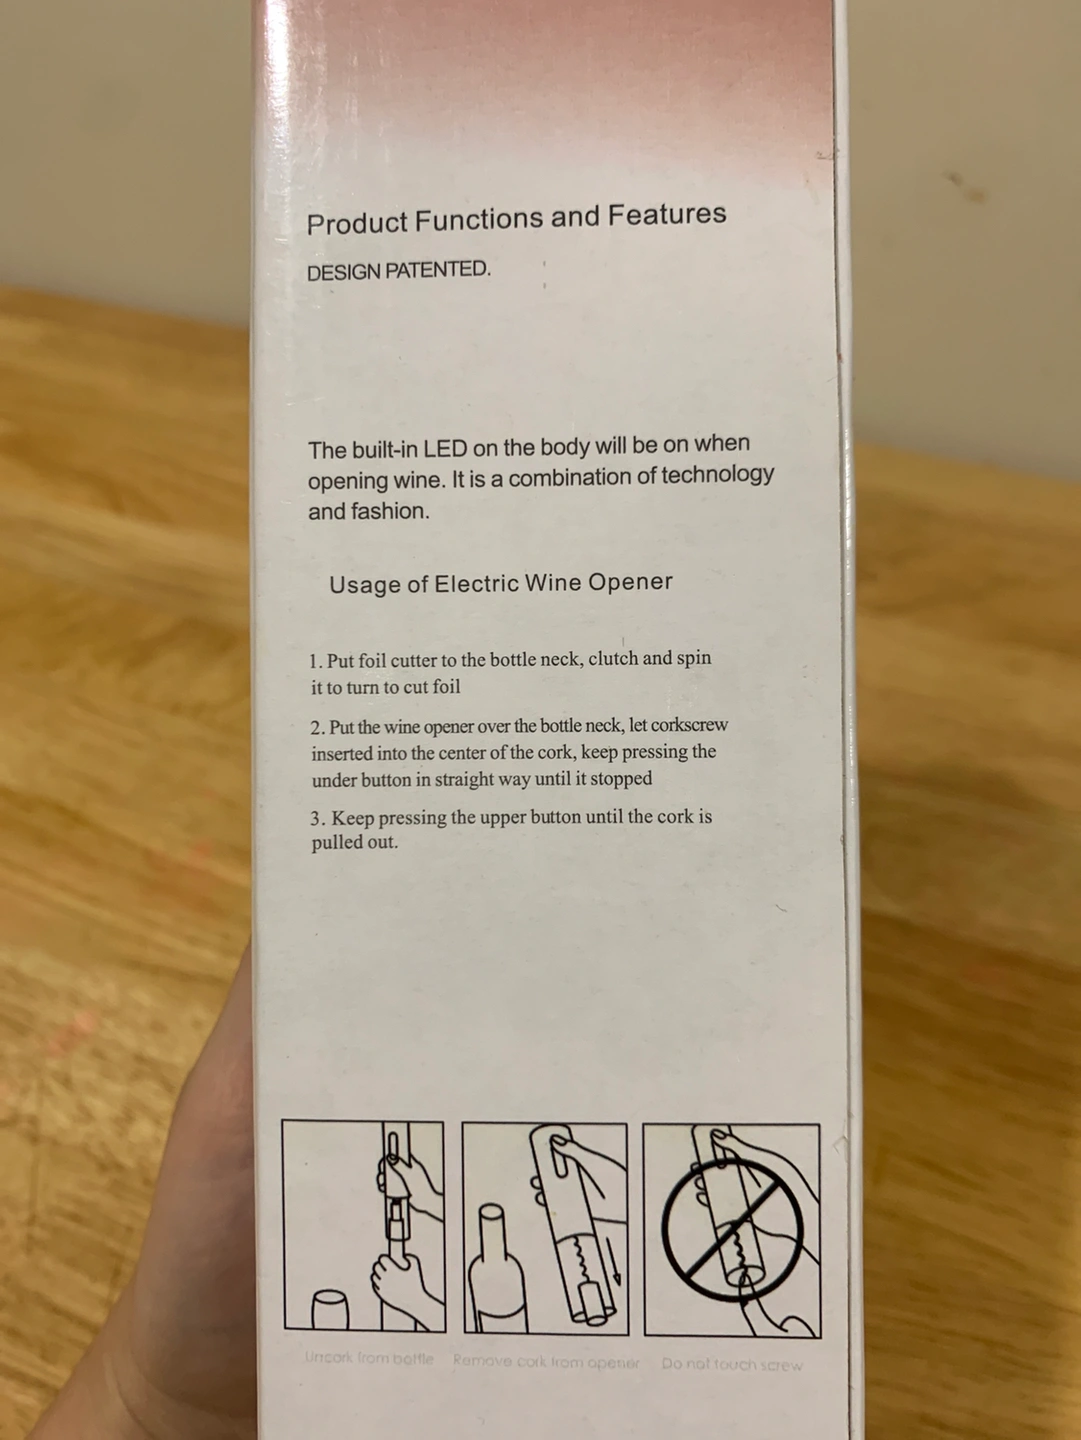 Product Functions and Features
DESIGN PATENTED.
The built-in LED on the body will be on when
opening wine. It is a combination of technology
and fashion.
Usage of Electric Wine Opener
1. Put foil cutter to the bottle neck, clutch and spin
it to turn to cut foil
2. Put the wine opener over the bottle neck, let corkscrew
inserted into the center of the cork, keep pressing the
under button in straight way until it stopped
3. Keep pressing the upper button until the cork is
pulled out.
Uncork from bottle Remove cork from opener Do not touch screw